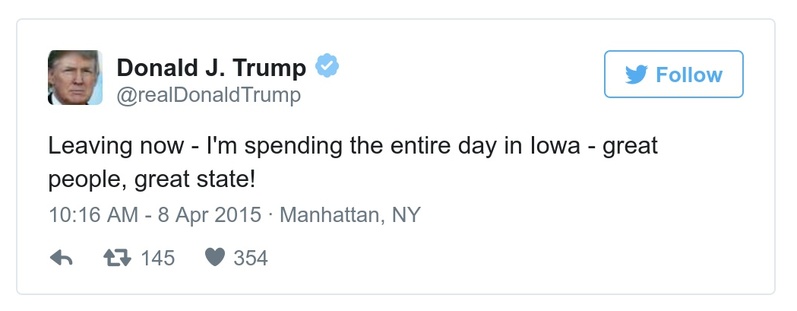 Donald J. Trump
@realDonaldTrump
Follow
Leaving now - I'm spending the entire day in Iowa - great
people, great state!
10:16 AM - 8 Apr 2015 · Manhattan, NY
145 354